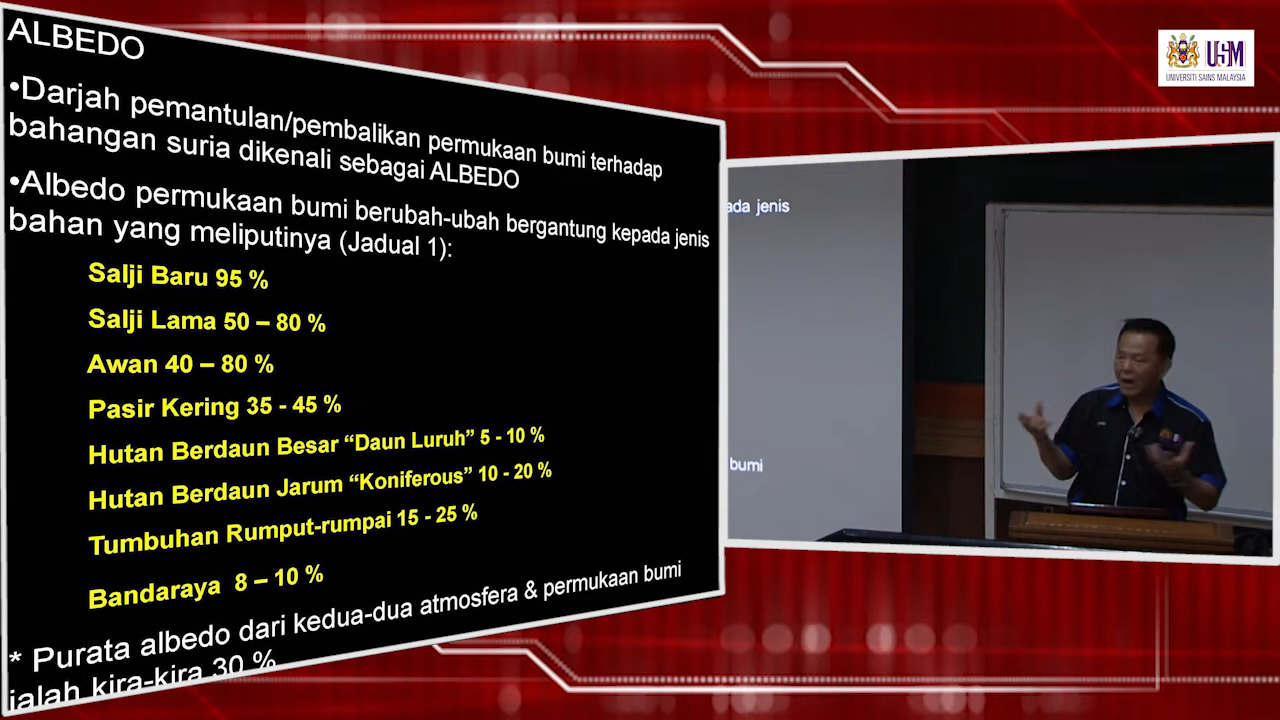 ALBEDO
•Darjah pemantulan/pembalikan permukaan bumi terhadap
bahangan suria dikenali sebagai ALBEDO
•Albedo permukaan bumi berubah-ubah bergantung kepada jenis
bahan yang meliputinya (Jadual 1):
Salji Baru 95 %
Salji Lama 50 – 80 %
Awan 40 – 80 %
Pasir Kering 35 - 45 %
Hutan Berdaun Besar “Daun Luruh” 5 - 10 %
Hutan Berdaun Jarum “Koniferous” 10 - 20 %
Tumbuhan Rumput-rumpai 15 - 25 %
Bandaraya 8 – 10 %
* Purata albedo dari kedua-dua atmosfera & permukaan bumi
ialah kira-kira 30 %
USM
UNIVERSITI SAINS MALAYSIA
ada jenis
bumi